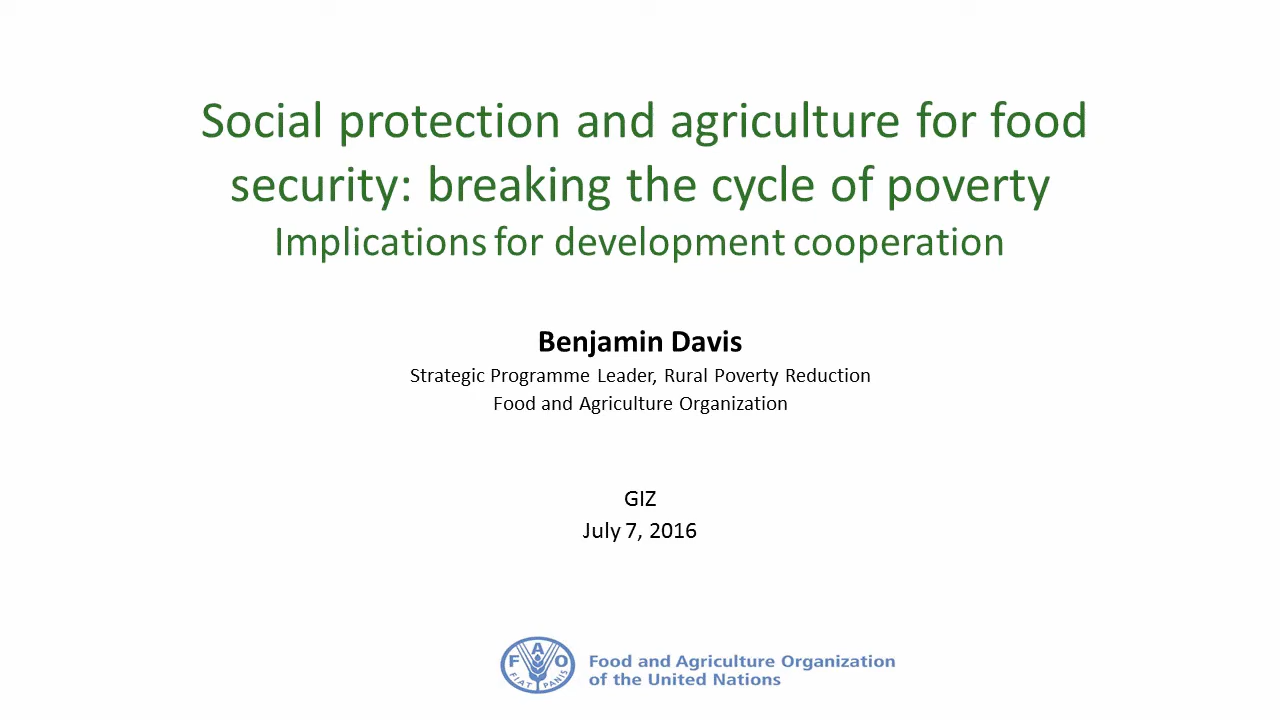 Social protection and agriculture for food
security: breaking the cycle of poverty
Implications for development cooperation
Benjamin Davis
Strategic Programme Leader, Rural Poverty Reduction
Food and Agriculture Organization
GIZ
July 7, 2016
F A O
FIAT PANIS
Food and Agriculture Organization
of the United Nations